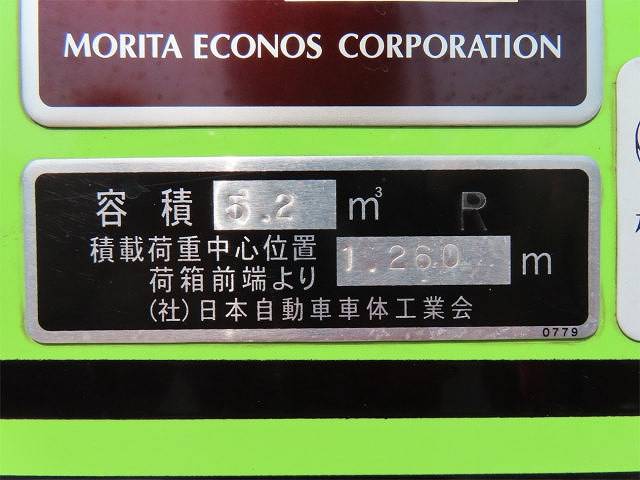 MORITA ECONOS CORPORATION
容積 5.2 m³ R
積載荷重中心位置
荷箱前端より 1.260 m
(社)日本自動車車体工業会
0779